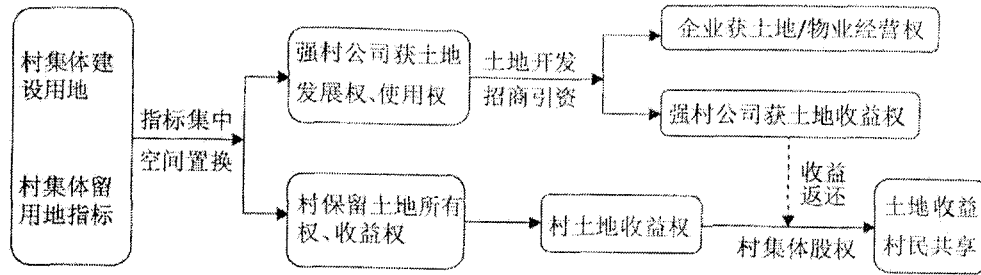 村集体建
设用地
村集体留
用地指标
指标集中
空间置换
强村公司获土地
发展权、使用权
村保留土地所有
权、收益权
土地开发
招商引资
企业获土地/物业经营权
强村公司获土地收益权
收益
返还
村土地收益权
村集体股权
土地收益
村民共享